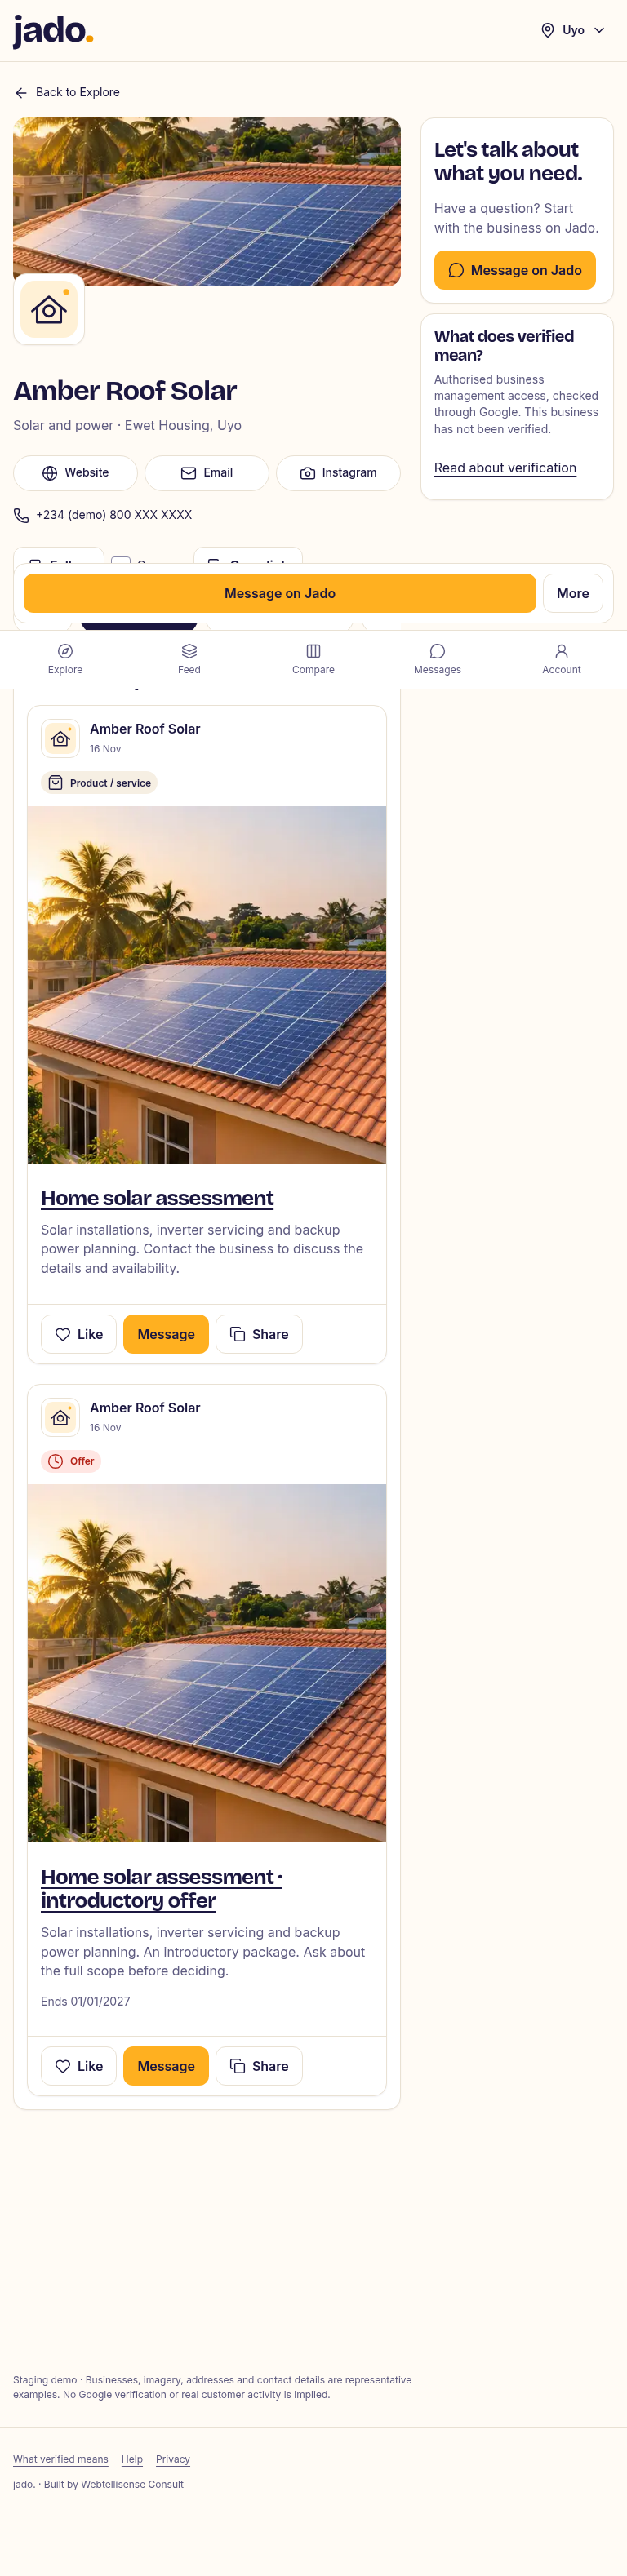 jado.
Uyo
Back to Explore
Amber Roof Solar
Solar and power · Ewet Housing, Uyo
Website
Email
Instagram
+234 (demo) 800 XXX XXXX
Let's talk about
what you need.
Have a question? Start
with the business on Jado.
Message on Jado
What does verified
mean?
Authorised business
management access, checked
through Google. This business
has not been verified.
Read about verification
Message on Jado
More
Explore
Feed
Compare
Messages
Account
Amber Roof Solar
16 Nov
Product / service
Home solar assessment
Solar installations, inverter servicing and backup
power planning. Contact the business to discuss the
details and availability.
Like
Message
Share
Amber Roof Solar
16 Nov
Offer
Home solar assessment ·
introductory offer
Solar installations, inverter servicing and backup
power planning. An introductory package. Ask about
the full scope before deciding.
Ends 01/01/2027
Like
Message
Share
Staging demo · Businesses, imagery, addresses and contact details are representative
examples. No Google verification or real customer activity is implied.
What verified means
Help
Privacy
jado. · Built by Webtellisense Consult